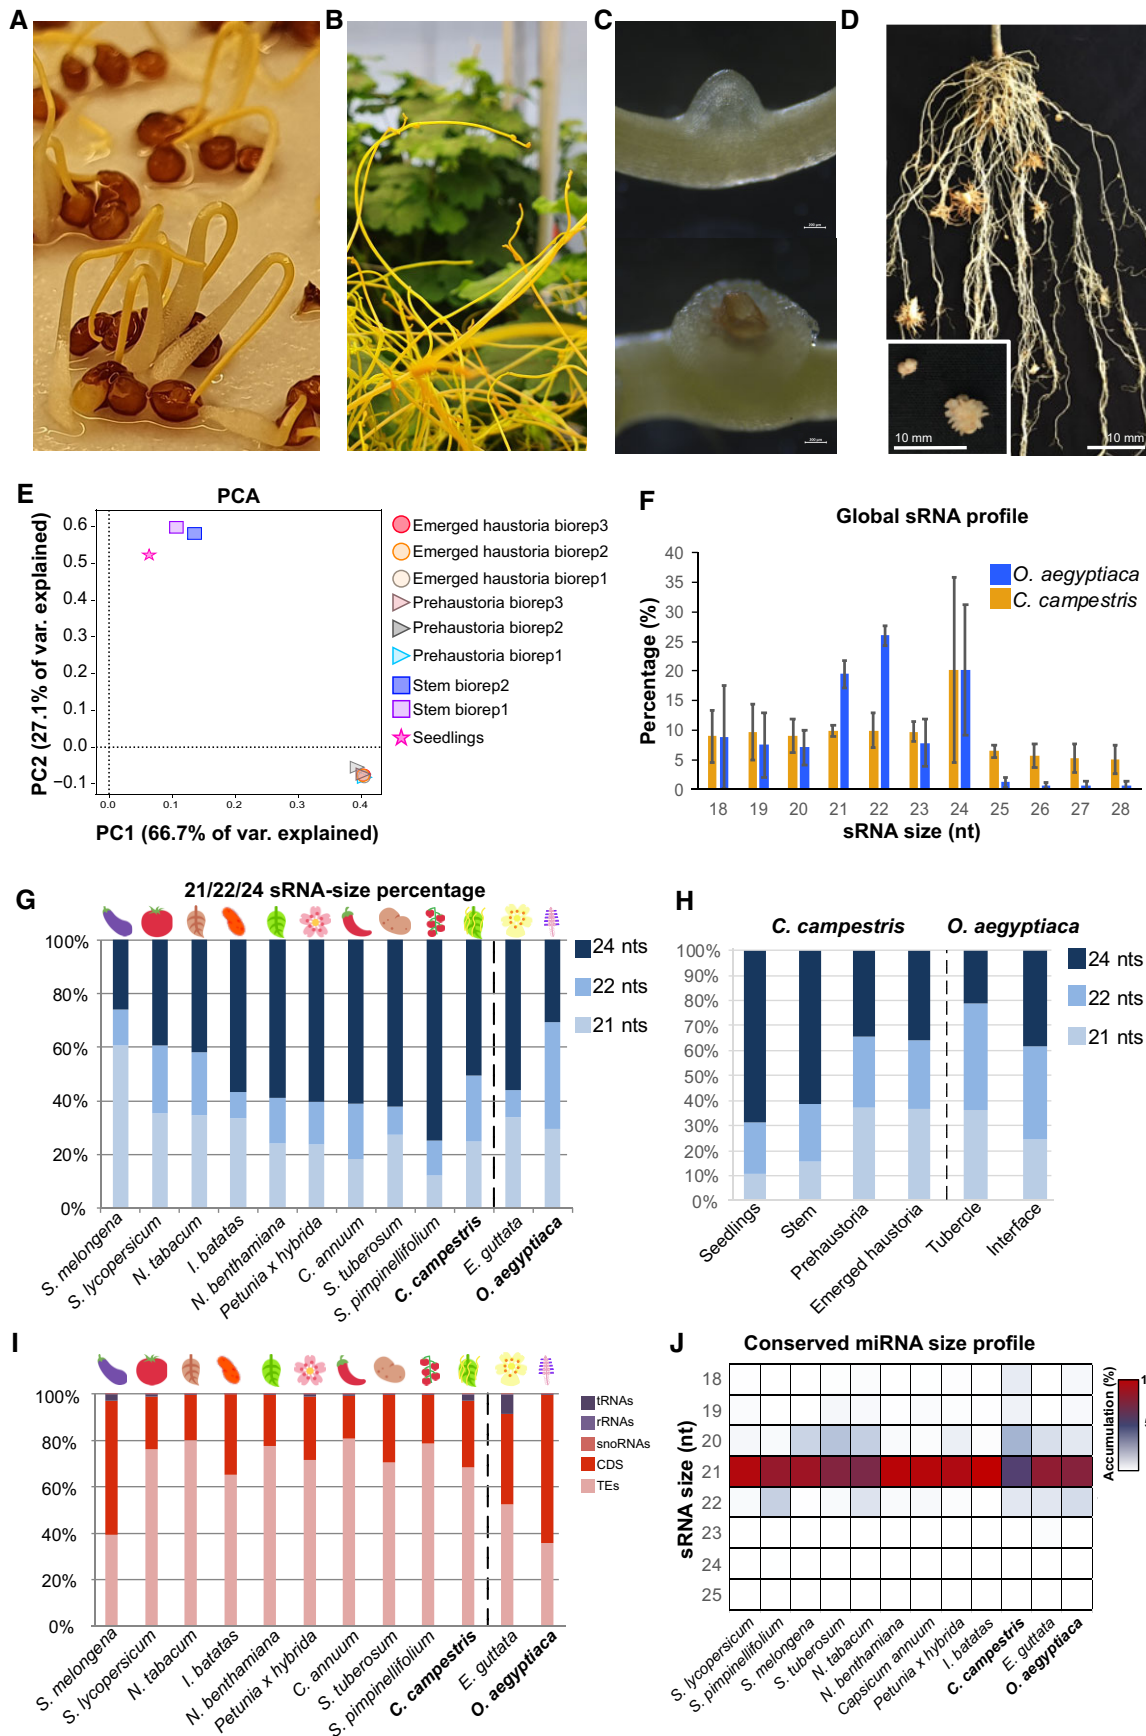 A
B
C
D
200 µm
200 µm
10 mm
10 mm
E
PCA
PC2 (27.1% of var. explained)
0.6
0.5
0.4
0.3
0.2
0.1
0.0
−0.1
0.0 0.1 0.2 0.3 0.4
PC1 (66.7% of var. explained)
Emerged haustoria biorep3
Emerged haustoria biorep2
Emerged haustoria biorep1
Prehaustoria biorep3
Prehaustoria biorep2
Prehaustoria biorep1
Stem biorep2
Stem biorep1
Seedlings
F
Global sRNA profile
O. aegyptiaca
C. campestris
Percentage (%)
40
35
30
25
20
15
10
5
0
18 19 20 21 22 23 24 25 26 27 28
sRNA size (nt)
G
21/22/24 sRNA-size percentage
100%
80%
60%
40%
20%
0%
24 nts
22 nts
21 nts
S. melongena
S. lycopersicum
N. tabacum
I. batatas
N. benthamiana
Petunia x hybrida
C. annuum
S. tuberosum
S. pimpinellifolium
C. campestris
E. guttata
O. aegyptiaca
H
C. campestris O. aegyptiaca
100%
90%
80%
70%
60%
50%
40%
30%
20%
10%
0%
24 nts
22 nts
21 nts
Seedlings
Stem
Prehaustoria
Emerged haustoria
Tubercle
Interface
I
100%
80%
60%
40%
20%
0%
tRNAs
rRNAs
snoRNAs
CDS
TEs
S. melongena
S. lycopersicum
N. tabacum
I. batatas
N. benthamiana
Petunia x hybrida
C. annuum
S. tuberosum
S. pimpinellifolium
C. campestris
E. guttata
O. aegyptiaca
J
Conserved miRNA size profile
sRNA size (nt)
18
19
20
21
22
23
24
25
Accumulation (%)
S. lycopersicum
S. pimpinellifolium
S. melongena
S. tuberosum
N. tabacum
N. benthamiana
Capsicum annuum
Petunia x hybrida
I. batatas
C. campestris
E. guttata
O. aegyptiaca